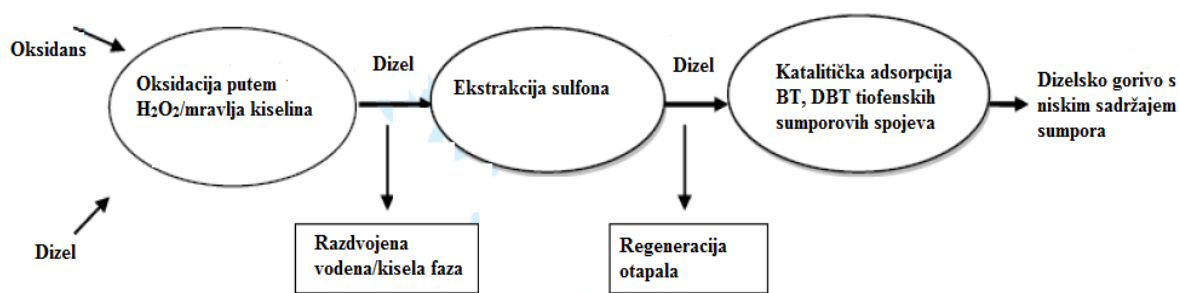 Oksidans
Dizel
Oksidacija putem
H₂O₂/mravlja kiselina
Dizel
Razdvojena
vodena/kisela faza
Ekstrakcija sulfona
Dizel
Regeneracija
otapala
Katalitička adsorpcija
BT, DBT tiofenskih
sumporovih spojeva
Dizelsko gorivo s
niskim sadržajem
sumpora